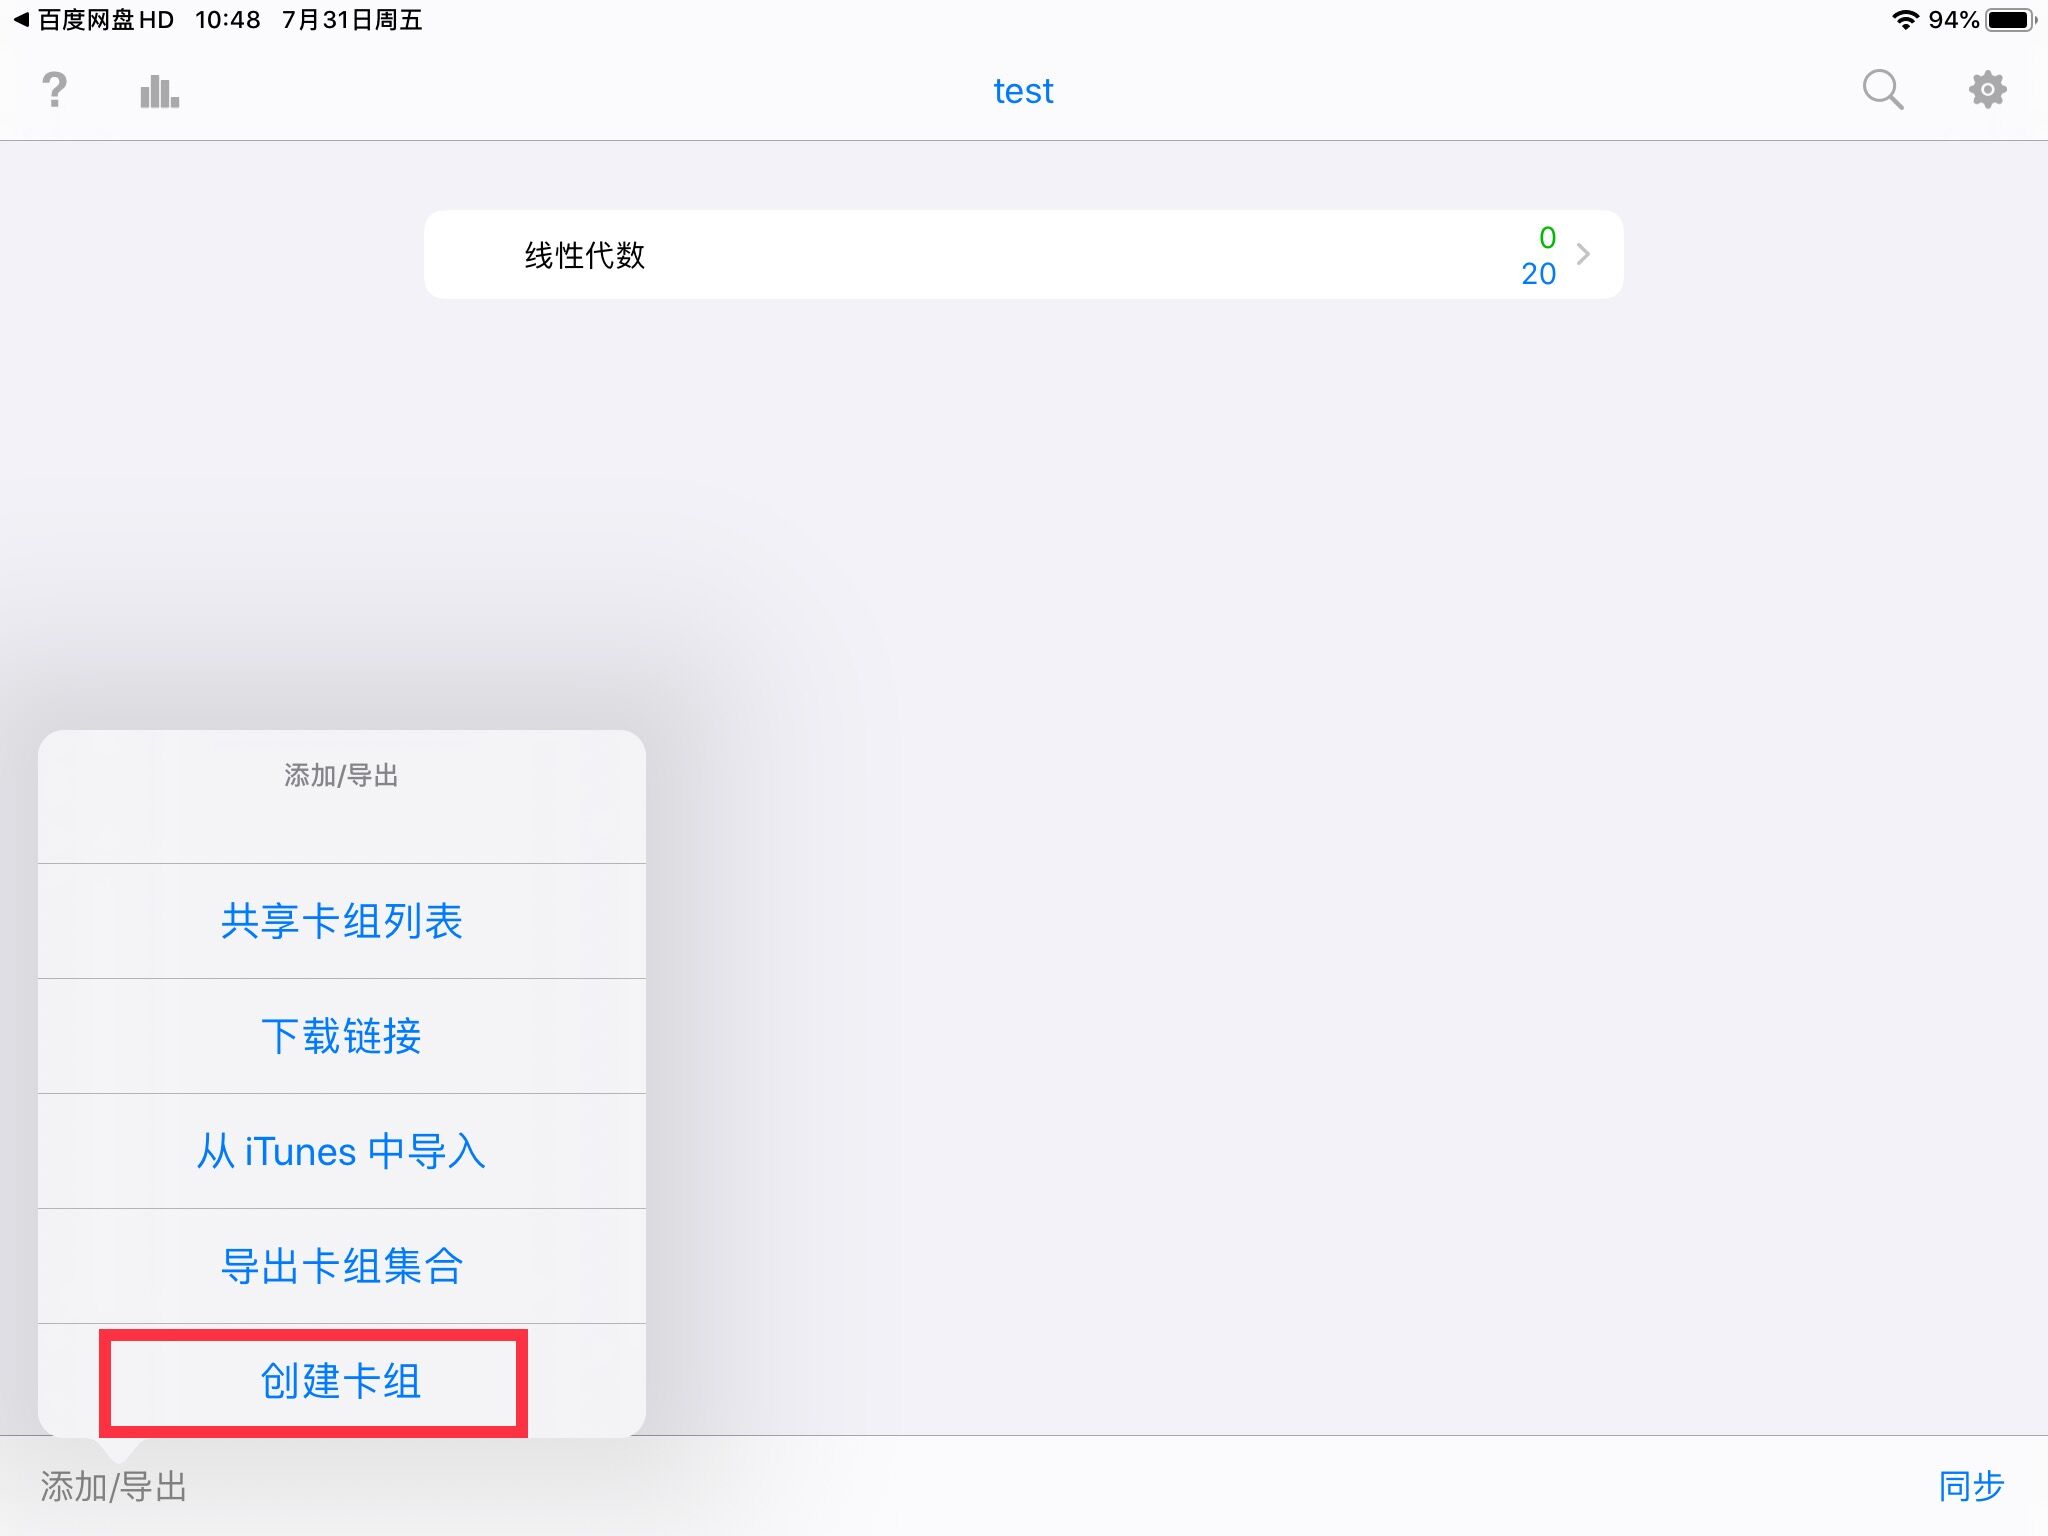 百度网盘HD 10:48 7月31日周五 94%
? test
线性代数
0
20
添加/导出
共享卡组列表
下载链接
从 iTunes 中导入
导出卡组集合
创建卡组
添加/导出 同步